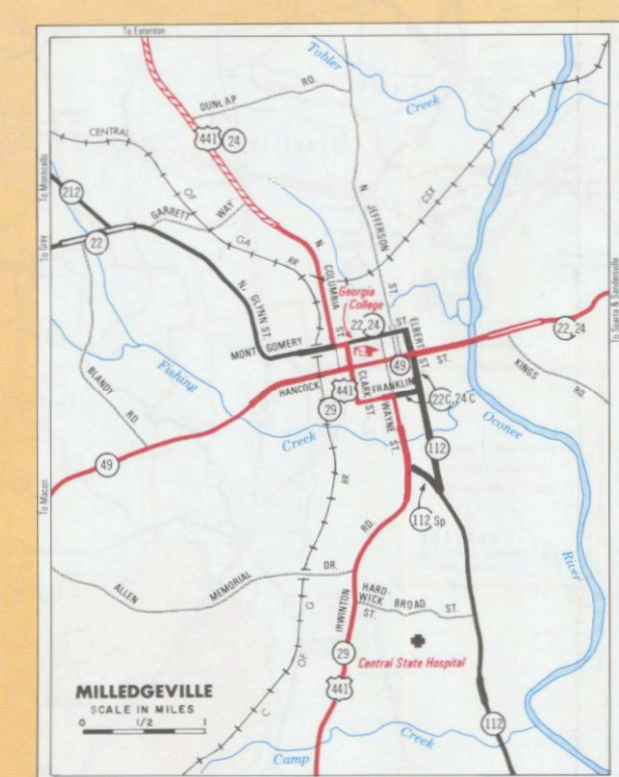 To Eatonton
Tobler
Creek
DUNLAP RD.
441 24
CENTRAL OF GA RR
To Monticello
212
GARRETT WAY
To Gray
22
N. JEFFERSON ST.
CSX
N. COLUMBIA ST.
Georgia
College
N. GLYNN ST.
22,24
ELBERT ST.
To Sparta & Sandersville
22,24
MONTGOMERY ST.
49
KINGS RD.
BLANDY RD.
Fishing
Creek
HANCOCK ST.
441
29
CLARK ST.
FRANKLIN
WAYNE ST.
22C,24C
Oconee
River
49
To Macon
112
112 Sp
RR
C OF G
ALLEN MEMORIAL DR.
IRWINTON RD.
HARD-
WICK
ST.
BROAD ST.
Central State Hospital
29
441
112
MILLEDGEVILLE
SCALE IN MILES
0 1/2 1
Camp
Creek